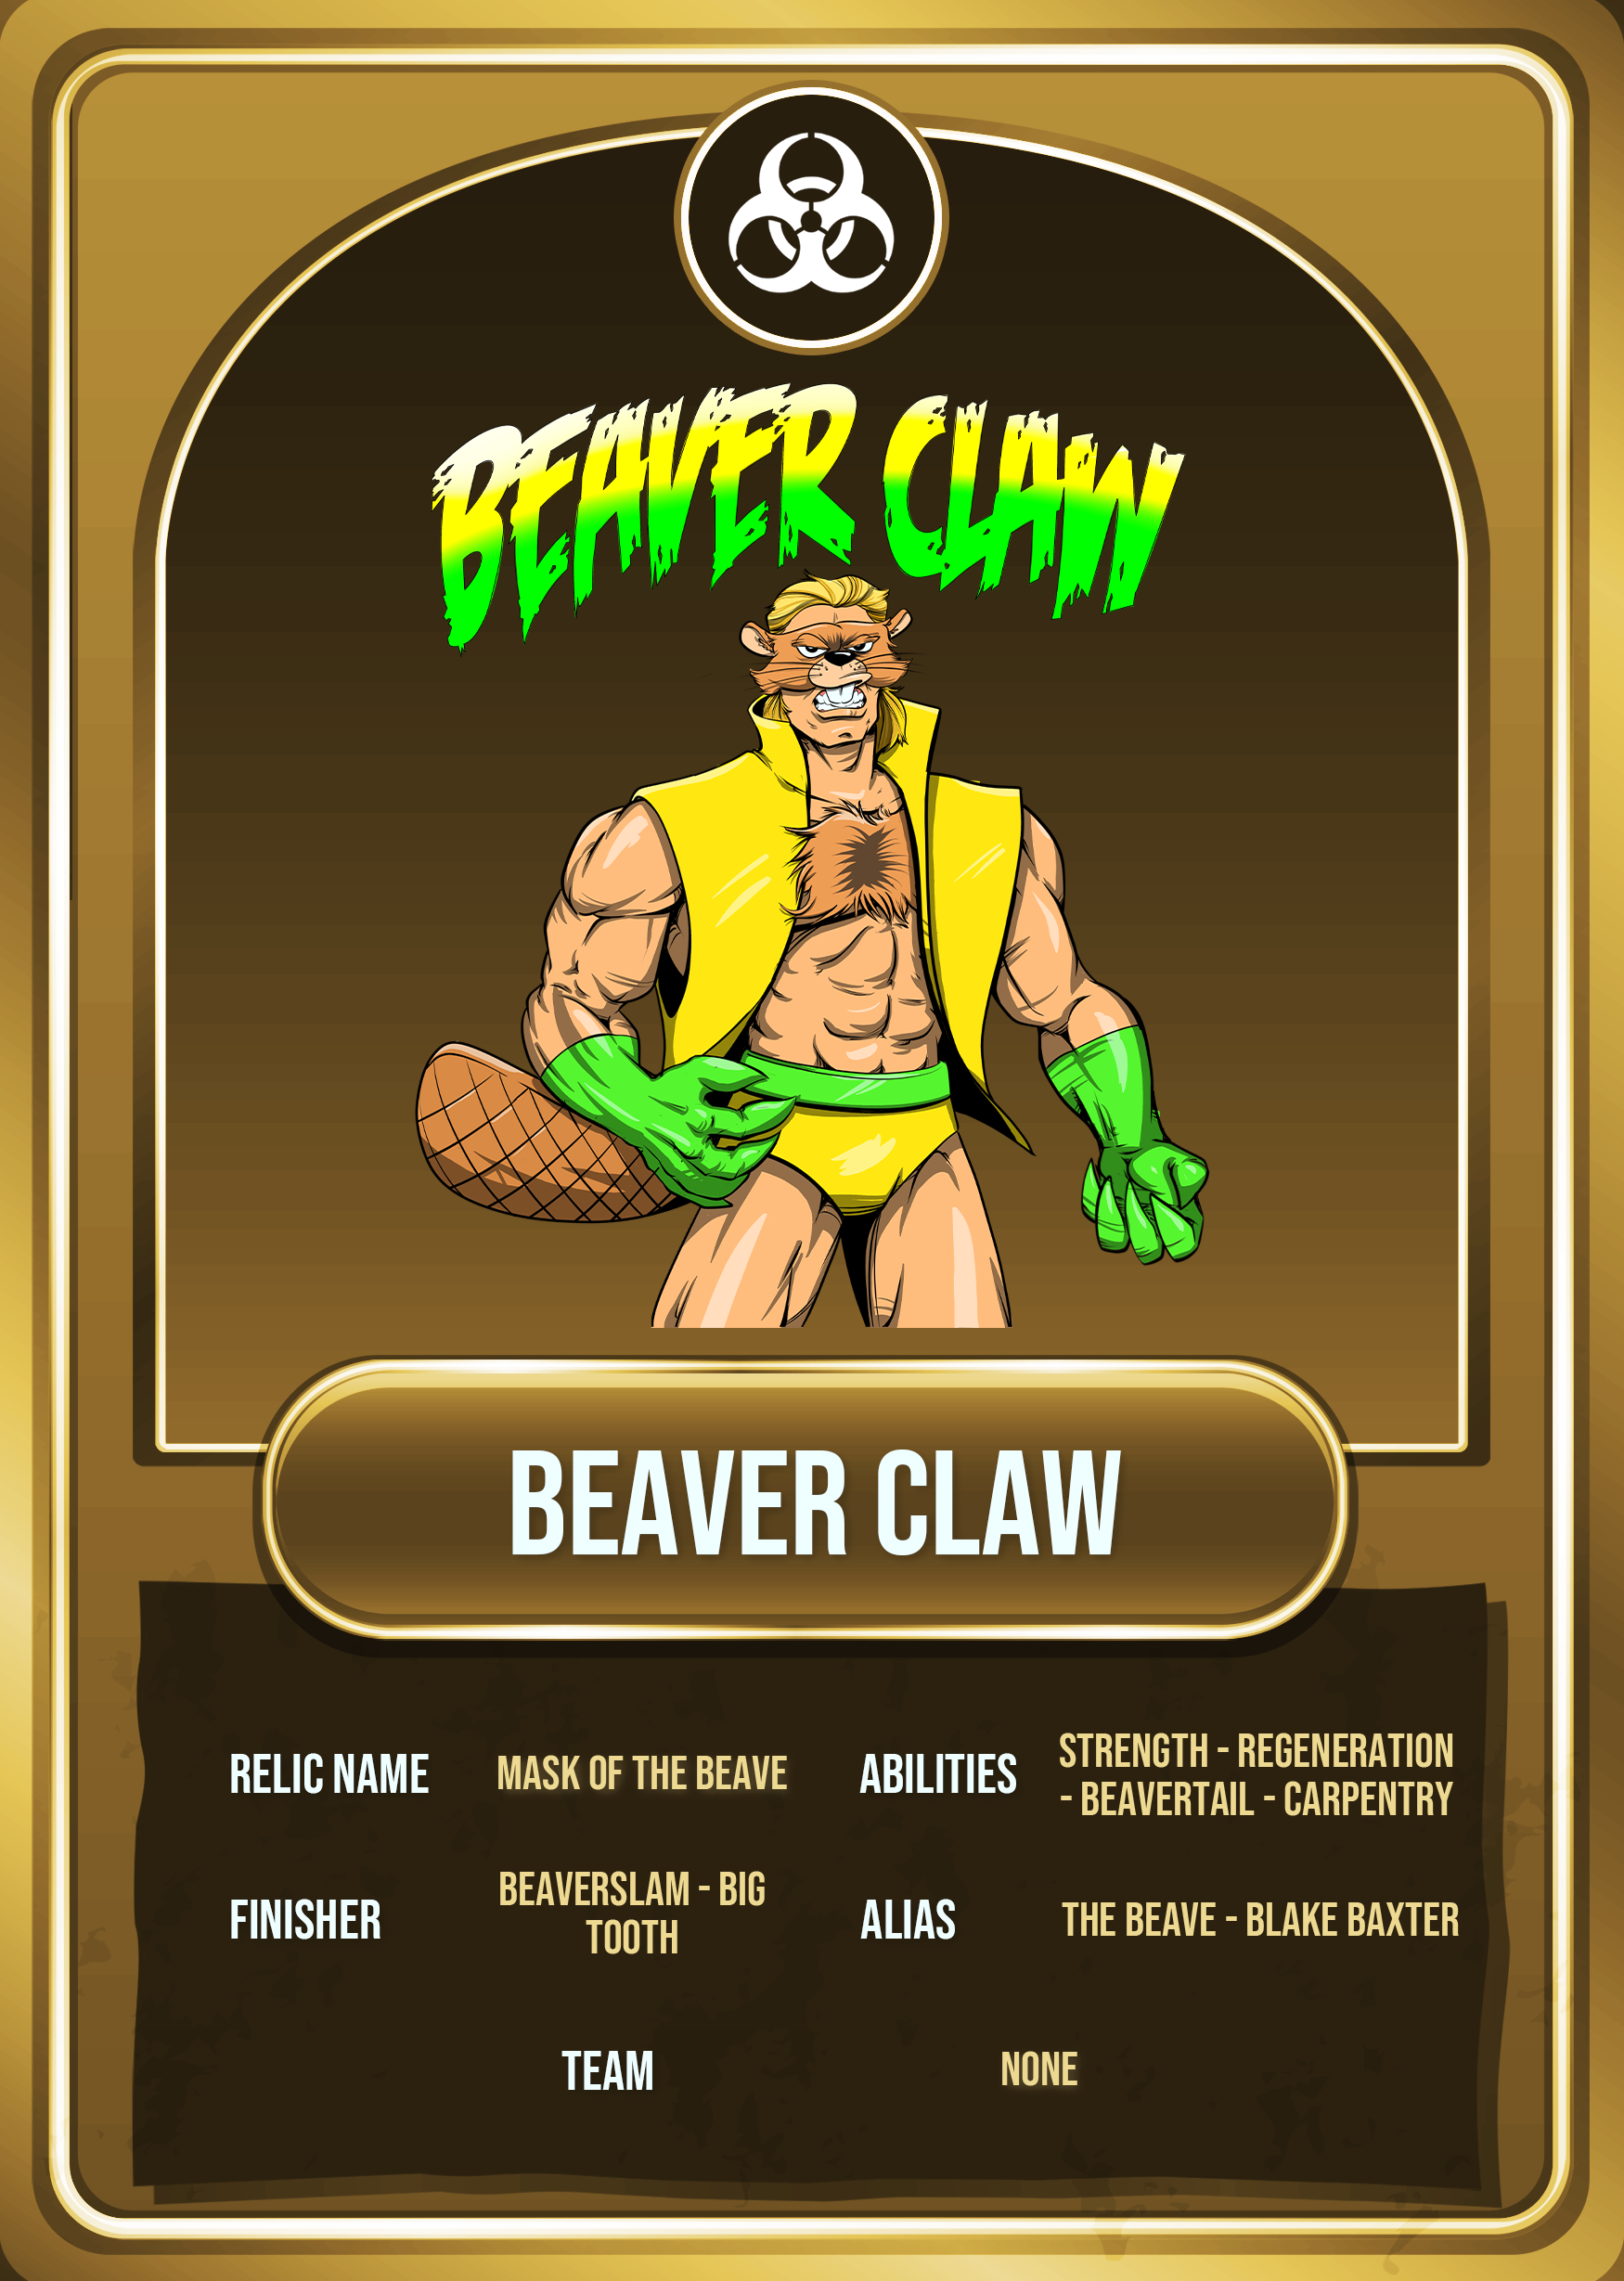 BEAVER CLAW
BEAVER CLAW
RELIC NAME
MASK OF THE BEAVE
ABILITIES
STRENGTH - REGENERATION
- BEAVERTAIL - CARPENTRY
FINISHER
BEAVERSLAM - BIG
TOOTH
ALIAS
THE BEAVE - BLAKE BAXTER
TEAM
NONE